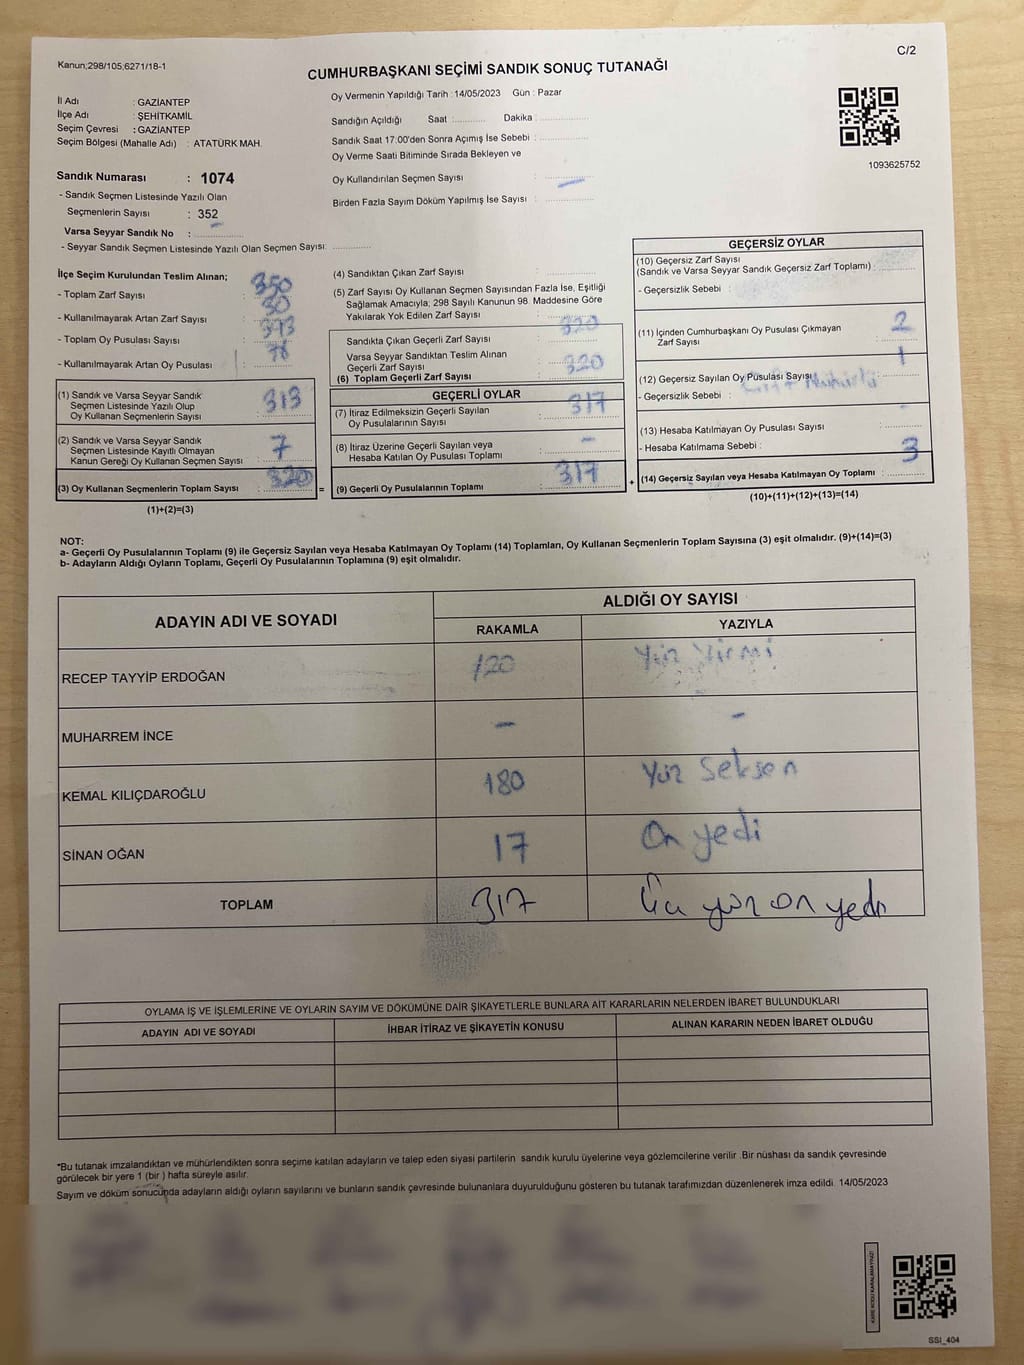 Kanun;298/105,6271/18-1
C/2
CUMHURBAŞKANI SEÇİMİ SANDIK SONUÇ TUTANAĞI
İl Adı : GAZİANTEP
İlçe Adı : ŞEHİTKAMİL
Seçim Çevresi : GAZİANTEP
Seçim Bölgesi (Mahalle Adı) : ATATÜRK MAH.
Oy Vermenin Yapıldığı Tarih : 14/05/2023 Gün : Pazar
Sandığın Açıldığı Saat : Dakika :
Sandık Saat 17:00'den Sonra Açımış İse Sebebi :
Oy Verme Saati Bitiminde Sırada Bekleyen ve
Oy Kullandırılan Seçmen Sayısı : -
Birden Fazla Sayım Döküm Yapılmış İse Sayısı :
1093625752
Sandık Numarası : 1074
- Sandık Seçmen Listesinde Yazılı Olan
Seçmenlerin Sayısı : 352
Varsa Seyyar Sandık No : -
- Seyyar Sandık Seçmen Listesinde Yazılı Olan Seçmen Sayısı:
İlçe Seçim Kurulundan Teslim Alınan;
- Toplam Zarf Sayısı : 350
- Kullanılmayarak Artan Zarf Sayısı : 30
- Toplam Oy Pusulası Sayısı : 393
- Kullanılmayarak Artan Oy Pusulası :
(1) Sandık ve Varsa Seyyar Sandık
Seçmen Listesinde Yazılı Olup
Oy Kullanan Seçmenlerin Sayısı : 313
(2) Sandık ve Varsa Seyyar Sandık
Seçmen Listesinde Kayıtlı Olmayan
Kanun Gereği Oy Kullanan Seçmen Sayısı : 7
(3) Oy Kullanan Seçmenlerin Toplam Sayısı : 320
(1)+(2)=(3)
=
(4) Sandıktan Çıkan Zarf Sayısı :
(5) Zarf Sayısı Oy Kullanan Seçmen Sayısından Fazla İse, Eşitliği
Sağlamak Amacıyla; 298 Sayılı Kanunun 98. Maddesine Göre
Yakılarak Yok Edilen Zarf Sayısı :
Sandıkta Çıkan Geçerli Zarf Sayısı : 320
Varsa Seyyar Sandıktan Teslim Alınan
Geçerli Zarf Sayısı :
(6) Toplam Geçerli Zarf Sayısı : 320
GEÇERLİ OYLAR
(7) İtiraz Edilmeksizin Geçerli Sayılan
Oy Pusulalarının Sayısı : 317
(8) İtiraz Üzerine Geçerli Sayılan veya
Hesaba Katılan Oy Pusulası Toplamı : -
(9) Geçerli Oy Pusulalarının Toplamı : 317
+
GEÇERSİZ OYLAR
(10) Geçersiz Zarf Sayısı
(Sandık ve Varsa Seyyar Sandık Geçersiz Zarf Toplamı) :
- Geçersizlik Sebebi :
(11) İçinden Cumhurbaşkanı Oy Pusulası Çıkmayan
Zarf Sayısı : 2
(12) Geçersiz Sayılan Oy Pusulası Sayısı : 1
- Geçersizlik Sebebi : Çift Mühürlü
(13) Hesaba Katılmayan Oy Pusulası Sayısı : -
- Hesaba Katılmama Sebebi :
(14) Geçersiz Sayılan veya Hesaba Katılmayan Oy Toplamı : 3
(10)+(11)+(12)+(13)=(14)
NOT:
a- Geçerli Oy Pusulalarının Toplamı (9) ile Geçersiz Sayılan veya Hesaba Katılmayan Oy Toplamı (14) Toplamları, Oy Kullanan Seçmenlerin Toplam Sayısına (3) eşit olmalıdır. (9)+(14)=(3)
b- Adayların Aldığı Oyların Toplamı, Geçerli Oy Pusulalarının Toplamına (9) eşit olmalıdır.
ADAYIN ADI VE SOYADI
ALDIĞI OY SAYISI
RAKAMLA YAZIYLA
RECEP TAYYİP ERDOĞAN 120 Yüz Yirmi
MUHARREM İNCE - -
KEMAL KILIÇDAROĞLU 180 Yüz Seksen
SİNAN OĞAN 17 On yedi
TOPLAM 317 Üç yüz on yedi
OYLAMA İŞ VE İŞLEMLERİNE VE OYLARIN SAYIM VE DÖKÜMÜNE DAİR ŞİKAYETLERLE BUNLARA AİT KARARLARIN NELERDEN İBARET BULUNDUKLARI
ADAYIN ADI VE SOYADI İHBAR İTİRAZ VE ŞİKAYETİN KONUSU ALINAN KARARIN NEDEN İBARET OLDUĞU
*Bu tutanak imzalandıktan ve mühürlendikten sonra seçime katılan adayların ve talep eden siyasi partilerin sandık kurulu üyelerine veya gözlemcilerine verilir .Bir nüshası da sandık çevresinde
görülecek bir yere 1 (bir ) hafta süreyle asılır.
Sayım ve döküm sonucunda adayların aldığı oyların sayılarını ve bunların sandık çevresinde bulunanlara duyurulduğunu gösteren bu tutanak tarafımızdan düzenlenerek imza edildi. 14/05/2023
KARE KODU KARALAMAYINIZ!
SSI_404